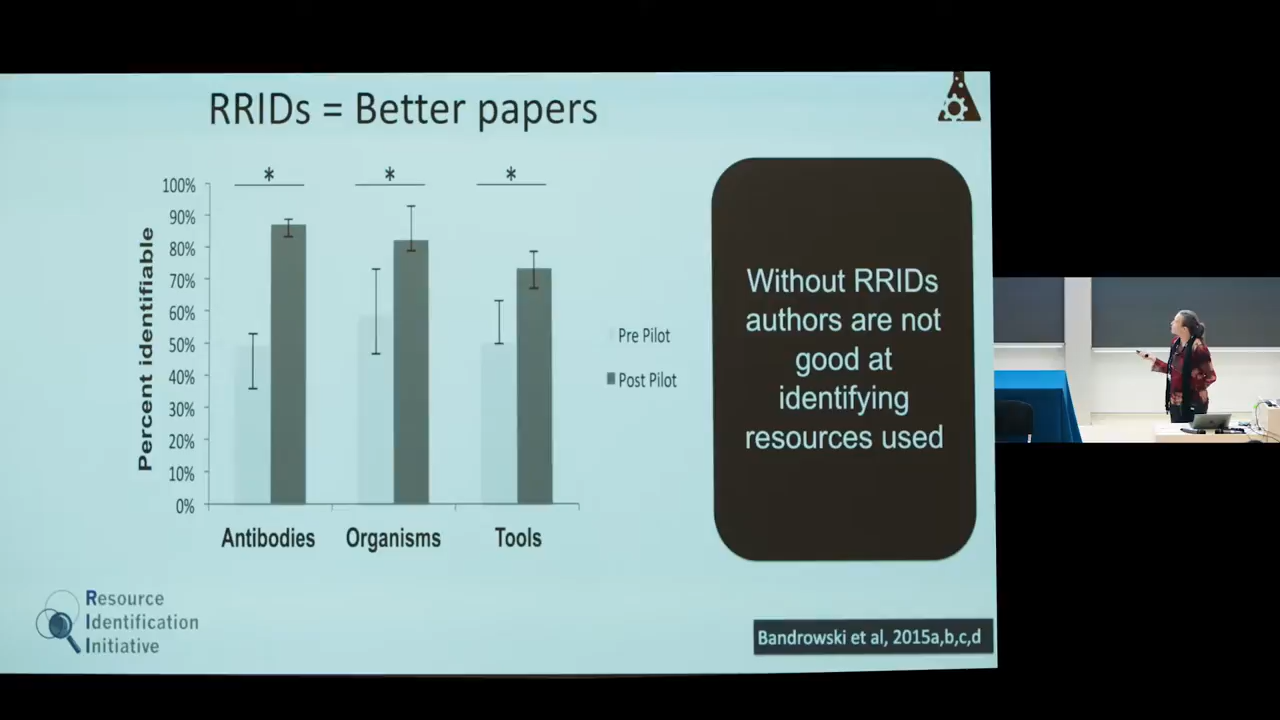 RRIDs = Better papers
* * *
100%
90%
80%
70%
60%
50%
40%
30%
20%
10%
0%
Percent identifiable
Antibodies Organisms Tools
Pre Pilot
Post Pilot
Without RRIDs
authors are not
good at
identifying
resources used
Resource
Identification
Initiative
Bandrowski et al, 2015a,b,c,d